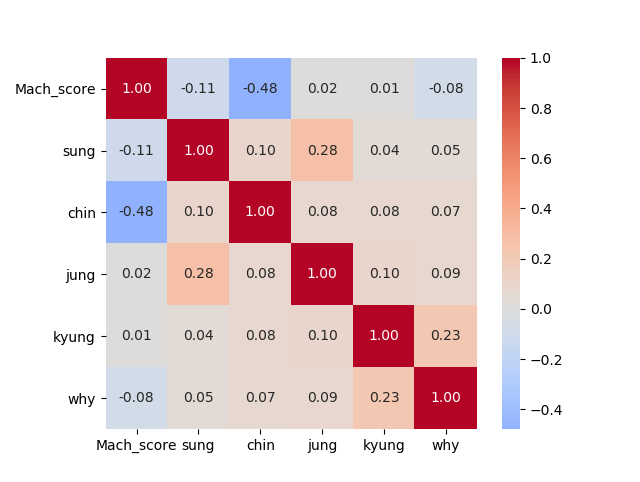 Mach_score 1.00 -0.11 -0.48 0.02 0.01 -0.08
sung -0.11 1.00 0.10 0.28 0.04 0.05
chin -0.48 0.10 1.00 0.08 0.08 0.07
jung 0.02 0.28 0.08 1.00 0.10 0.09
kyung 0.01 0.04 0.08 0.10 1.00 0.23
why -0.08 0.05 0.07 0.09 0.23 1.00
Mach_score sung chin jung kyung why
1.0
0.8
0.6
0.4
0.2
0.0
−0.2
−0.4